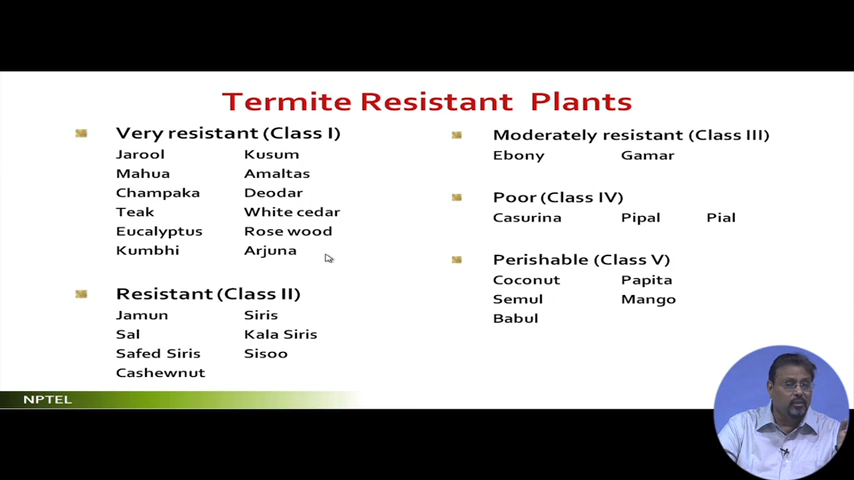 Termite Resistant Plants
Very resistant (Class I)
Jarool Kusum
Mahua Amaltas
Champaka Deodar
Teak White cedar
Eucalyptus Rose wood
Kumbhi Arjuna
Resistant (Class II)
Jamun Siris
Sal Kala Siris
Safed Siris Sisoo
Cashewnut
Moderately resistant (Class III)
Ebony Gamar
Poor (Class IV)
Casurina Pipal Pial
Perishable (Class V)
Coconut Papita
Semul Mango
Babul
NPTEL